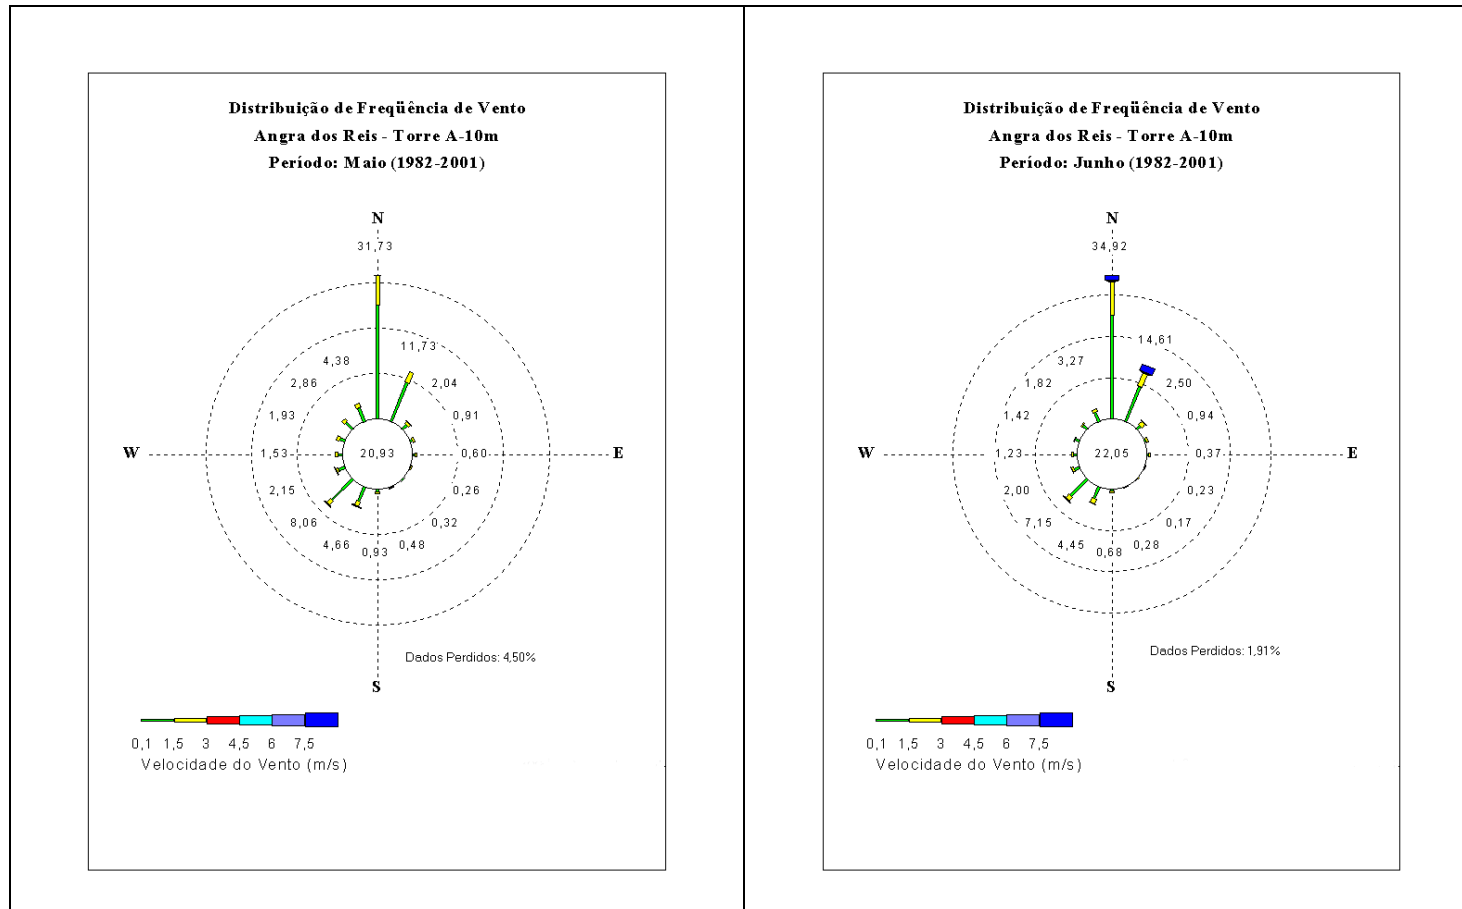 Distribuição de Freqüência de Vento
Angra dos Reis - Torre A-10m
Período: Maio (1982-2001)
N
31,73
4,38 11,73
2,86 2,04
1,93 0,91
W 1,53 20,93 0,60 E
2,15 0,26
8,06 0,32
4,66 0,93 0,48
Dados Perdidos: 4,50%
S
0,1 1,5 3 4,5 6 7,5
Velocidade do Vento (m/s)
Distribuição de Freqüência de Vento
Angra dos Reis - Torre A-10m
Período: Junho (1982-2001)
N
34,92
3,27 14,61
1,82 2,50
1,42 0,94
W 1,23 22,05 0,37 E
2,00 0,23
7,15 0,17
4,45 0,68 0,28
Dados Perdidos: 1,91%
S
0,1 1,5 3 4,5 6 7,5
Velocidade do Vento (m/s)